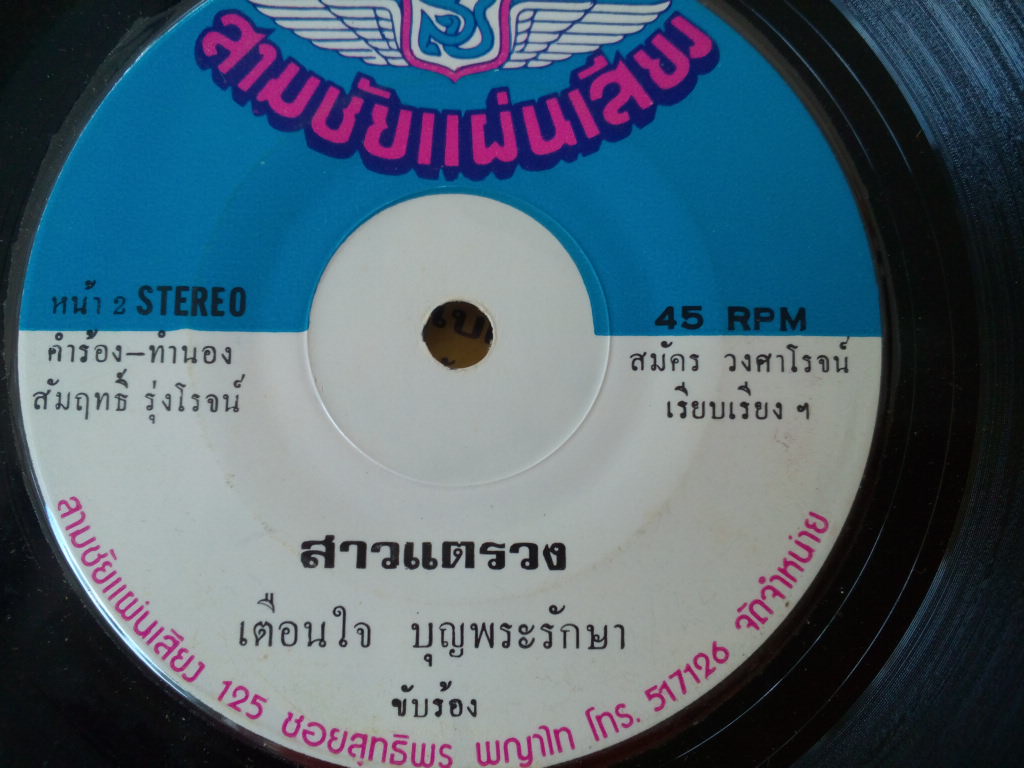 สามชัยแผ่นเสียง
หน้า 2 STEREO
45 RPM
คำร้อง–ทำนอง
สัมฤทธิ์ รุ่งโรจน์
สมัคร วงศาโรจน์
เรียบเรียง ฯ
สาวแตรวง
เตือนใจ บุญพระรักษา
ขับร้อง
สามชัยแผ่นเสียง 125 ซอยสุทธิพร พญาไท โทร. 517126 จัดจำหน่าย